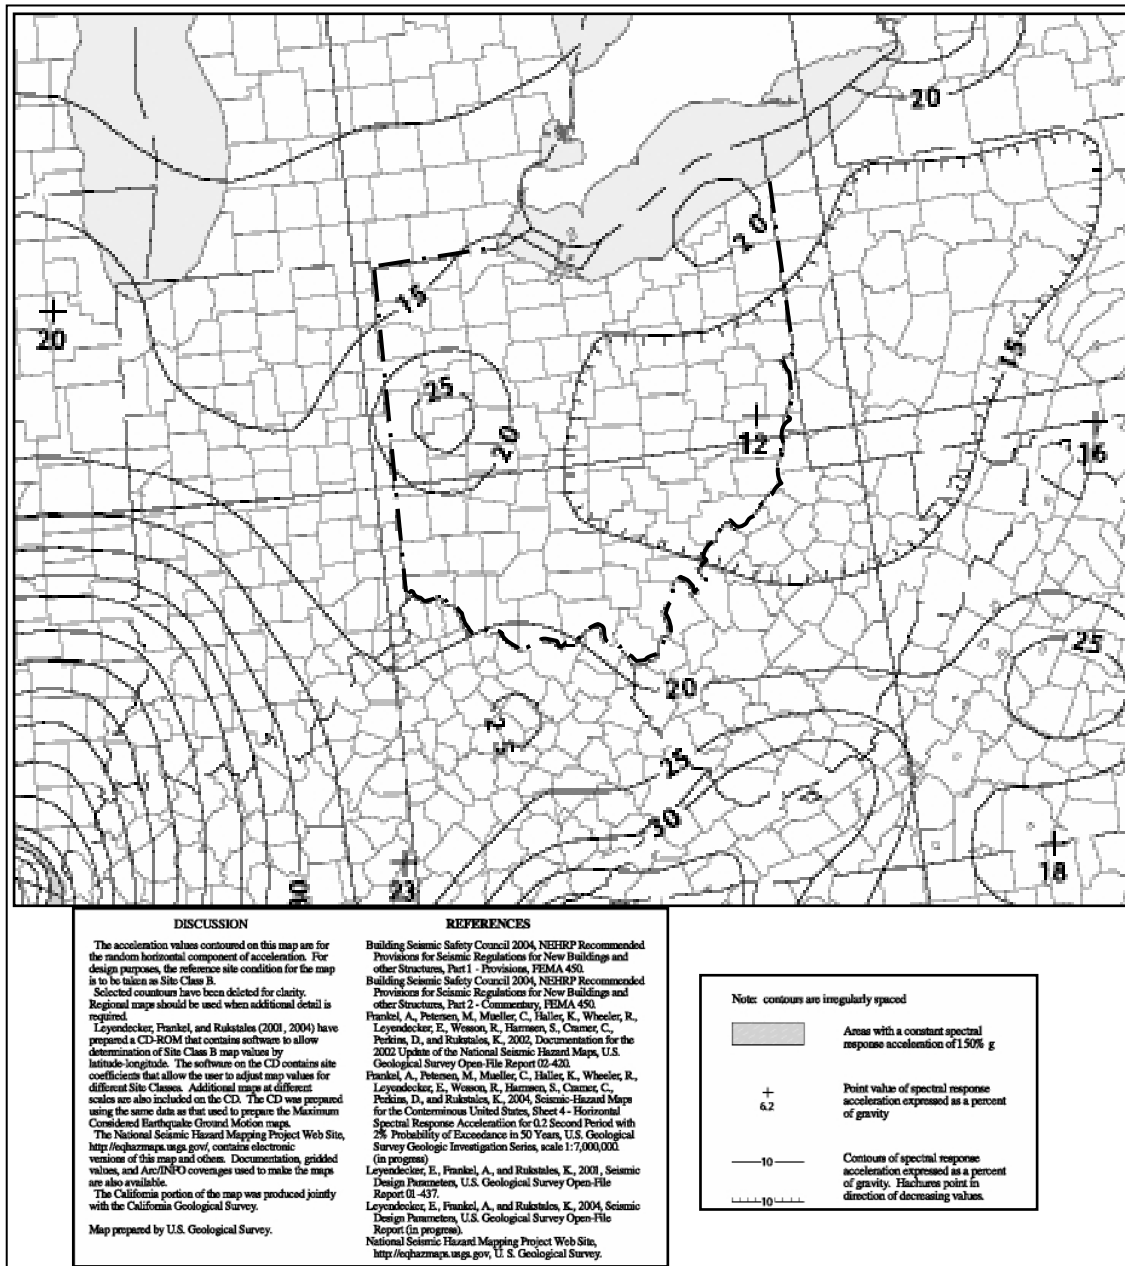 20
20
15
20
25
20
12
15
16
25
20
25
25
30
30
23
18
DISCUSSION
The acceleration values contoured on this map are for
the random horizontal component of acceleration. For
design purposes, the reference site condition for the map
is to be taken as Site Class B.
Selected countours have been deleted for clarity.
Regional maps should be used when additional detail is
required.
Leyendecker, Frankel, and Rukstales (2001, 2004) have
prepared a CD-ROM that contains software to allow
determination of Site Class B map values by
latitude-longitude. The software on the CD contains site
coefficients that allow the user to adjust map values for
different Site Classes. Additional maps at different
scales are also included on the CD. The CD was prepared
using the same data as that used to prepare the Maximum
Considered Earthquake Ground Motion maps.
The National Seismic Hazard Mapping Project Web Site,
http://eqhazmaps.usgs.gov/, contains electronic
versions of this map and others. Documentation, gridded
values, and Arc/INFO coverages used to make the maps
are also available.
The California portion of the map was produced jointly
with the California Geological Survey.
Map prepared by U.S. Geological Survey.
REFERENCES
Building Seismic Safety Council 2004, NEHRP Recommended
Provisions for Seismic Regulations for New Buildings and
other Structures, Part 1 - Provisions, FEMA 450.
Building Seismic Safety Council 2004, NEHRP Recommended
Provisions for Seismic Regulations for New Buildings and
other Structures, Part 2 - Commentary, FEMA 450.
Frankel, A., Petersen, M., Mueller, C., Haller, K., Wheeler, R.,
Leyendecker, E., Wesson, R., Harmsen, S., Cramer, C.,
Perkins, D., and Rukstales, K., 2002, Documentation for the
2002 Update of the National Seismic Hazard Maps, U.S.
Geological Survey Open-File Report 02-420.
Frankel, A., Petersen, M., Mueller, C., Haller, K., Wheeler, R.,
Leyendecker, E., Wesson, R., Harmsen, S., Cramer, C.,
Perkins, D., and Rukstales, K., 2004, Seismic-Hazard Maps
for the Conterminous United States, Sheet 4 - Horizontal
Spectral Response Acceleratiion for 0.2 Second Period with
2% Probability of Exceedance in 50 Years, U.S. Geological
Survey Geologic Investigation Series, scale 1:7,000,000.
(in progress)
Leyendecker, E., Frankel, A., and Rukstales, K., 2001, Seismic
Design Parameters, U.S. Geological Survey Open-File
Report 01-437.
Leyendecker, E., Frankel, A., and Rukstales, K., 2004, Seismic
Design Parameters, U.S. Geological Survey Open-File
Report (in progress).
National Seismic Hazard Mapping Project Web Site,
http://eqhazmaps.usgs.gov, U. S. Geological Survey.
Note: contours are irregularly spaced
Areas with a constant spectral
response acceleration of 150% g
6.2
Point value of spectral response
acceleration expressed as a percent
of gravity
10
Contours of spectral response
acceleration expressed as a percent
of gravity. Hachures point in
direction of decreasing values.
10